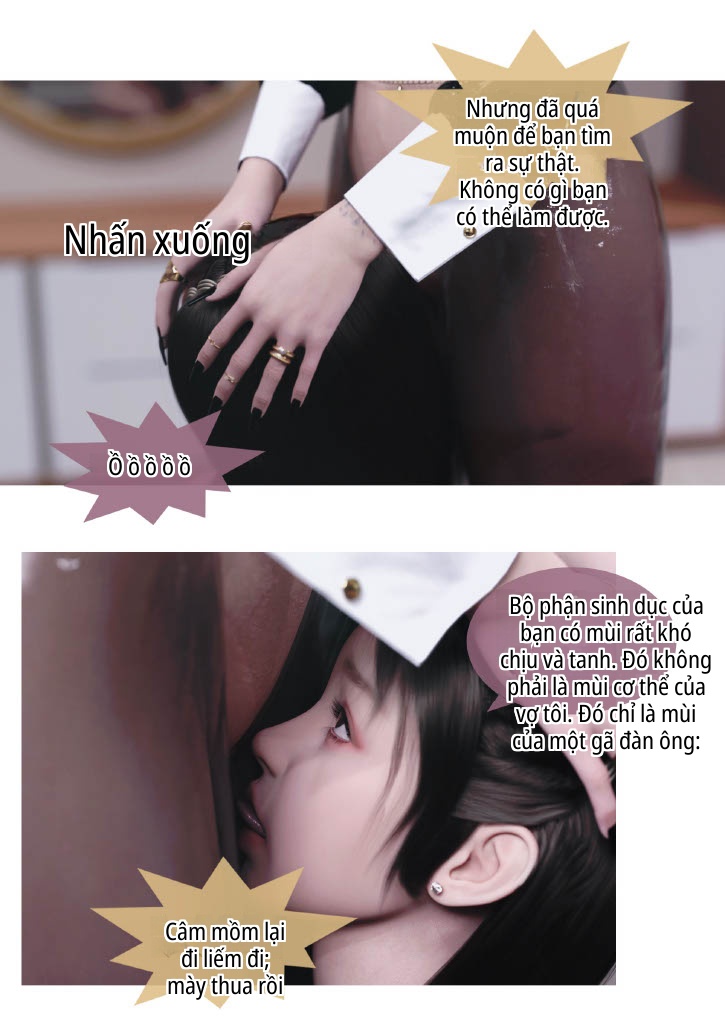 Nhưng đã quá
muộn để bạn tìm
ra sự thật.
Không có gì bạn
có thể làm được.
Nhấn xuống
Ồ ồ ồ ồ ồ
Bộ phận sinh dục của
bạn có mùi rất khó
chịu và tanh. Đó không
phải là mùi cơ thể của
vợ tôi. Đó chỉ là mùi
của một gã đàn ông:
Câm mồm lại
đi liếm đi;
mày thua rồi